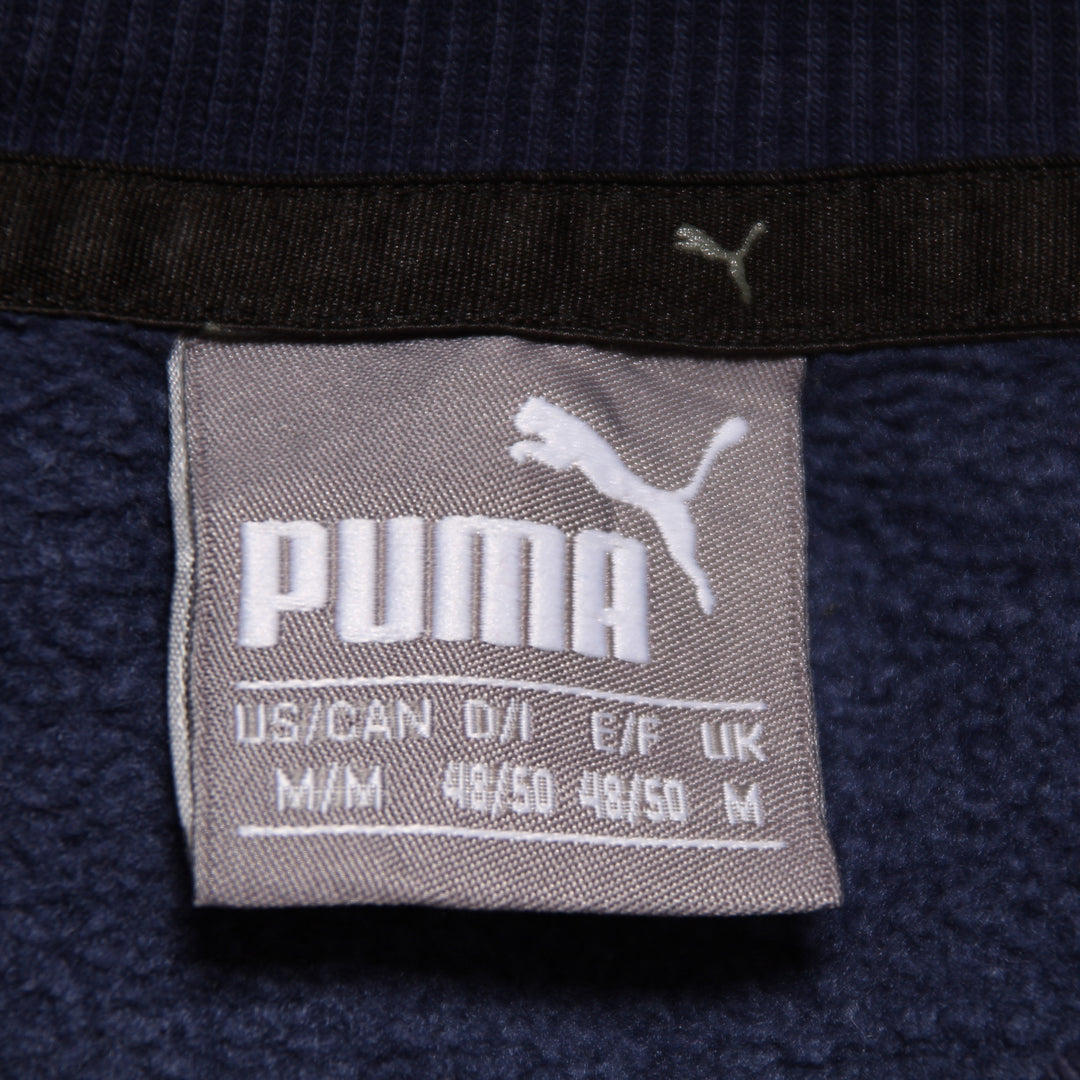 PUMA
US/CAN D/I E/F UK
M/M 48/50 48/50 M